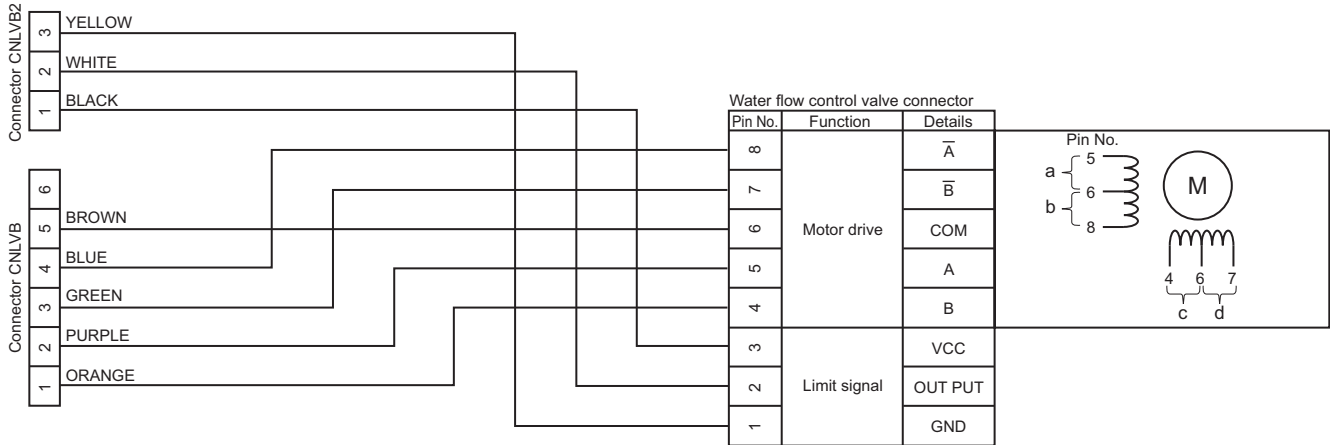 Connector CNLVB2
3 YELLOW
2 WHITE
1 BLACK
Connector CNLVB
6
5 BROWN
4 BLUE
3 GREEN
2 PURPLE
1 ORANGE
Water flow control valve connector
Pin No. Function Details
8 A̅
7 B̅
6 Motor drive COM
5 A
4 B
3 VCC
2 Limit signal OUT PUT
1 GND
Pin No.
a 5
6
b 8
M
4 6 7
c d